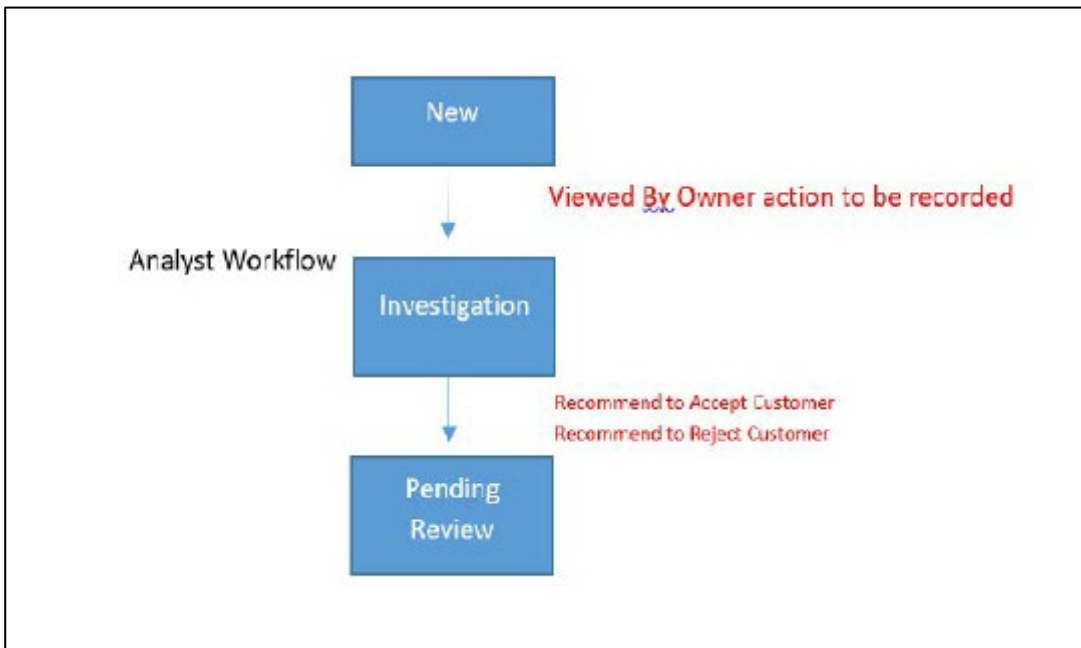 New
Viewed By Owner action to be recorded
Analyst Workflow
Investigation
Recommend to Accept Customer
Recommend to Reject Customer
Pending
Review